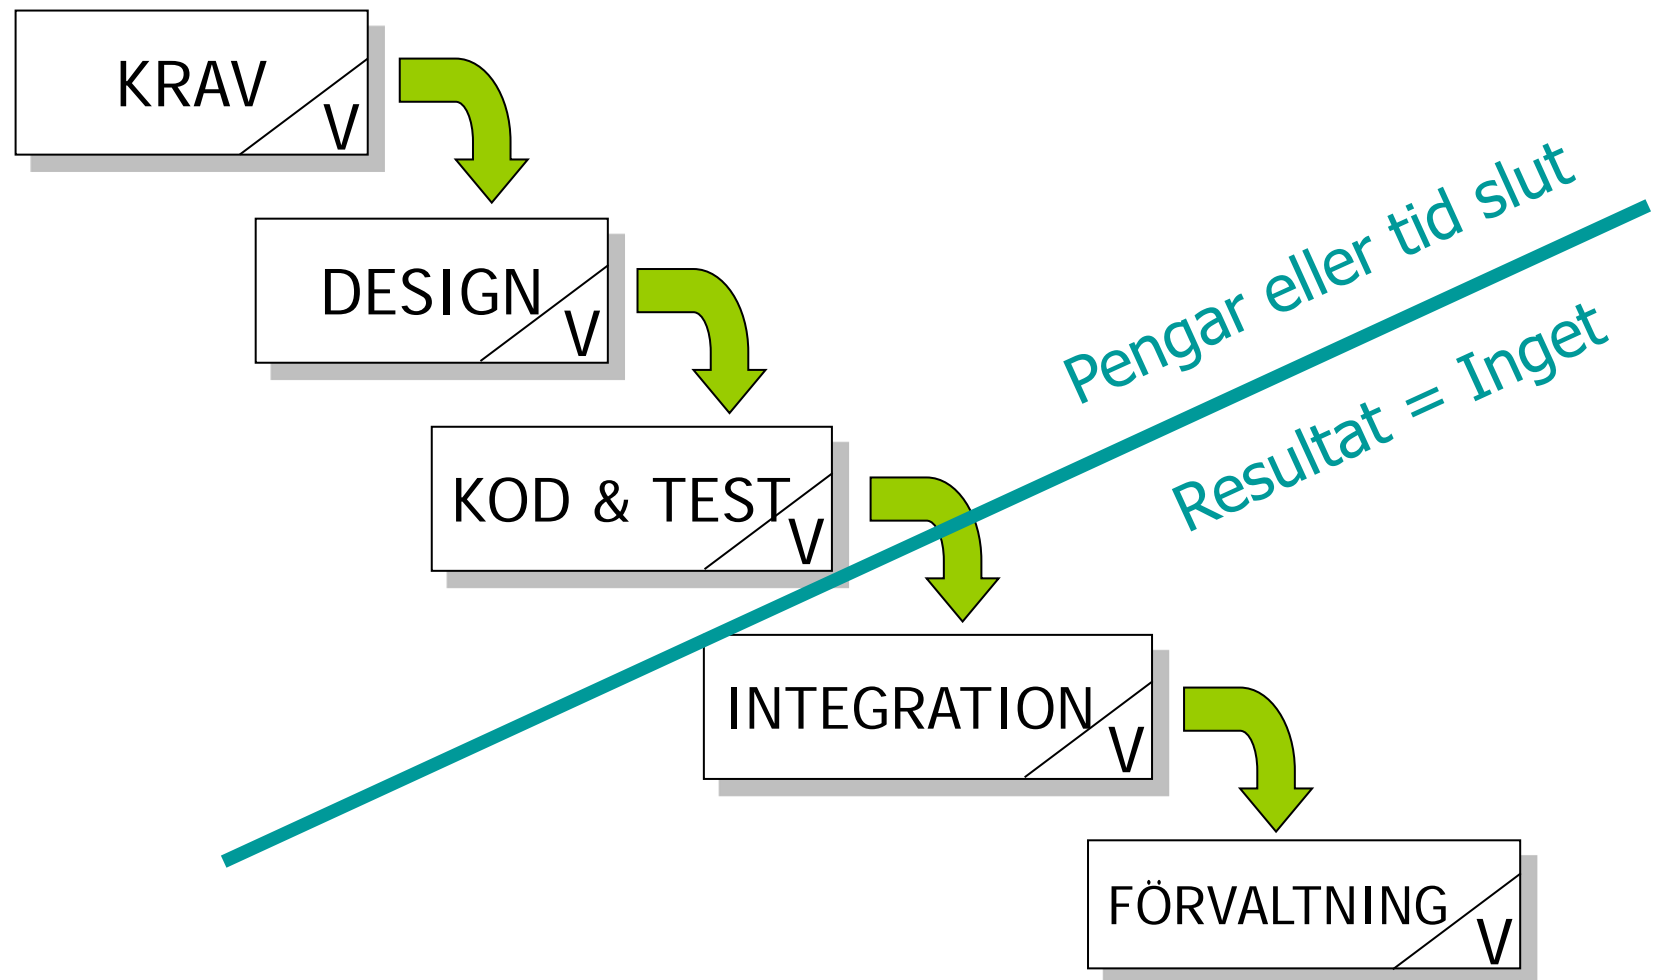 KRAV
V
DESIGN
V
Pengar eller tid slut
Resultat = Inget
KOD & TEST
V
INTEGRATION
V
FÖRVALTNING
V